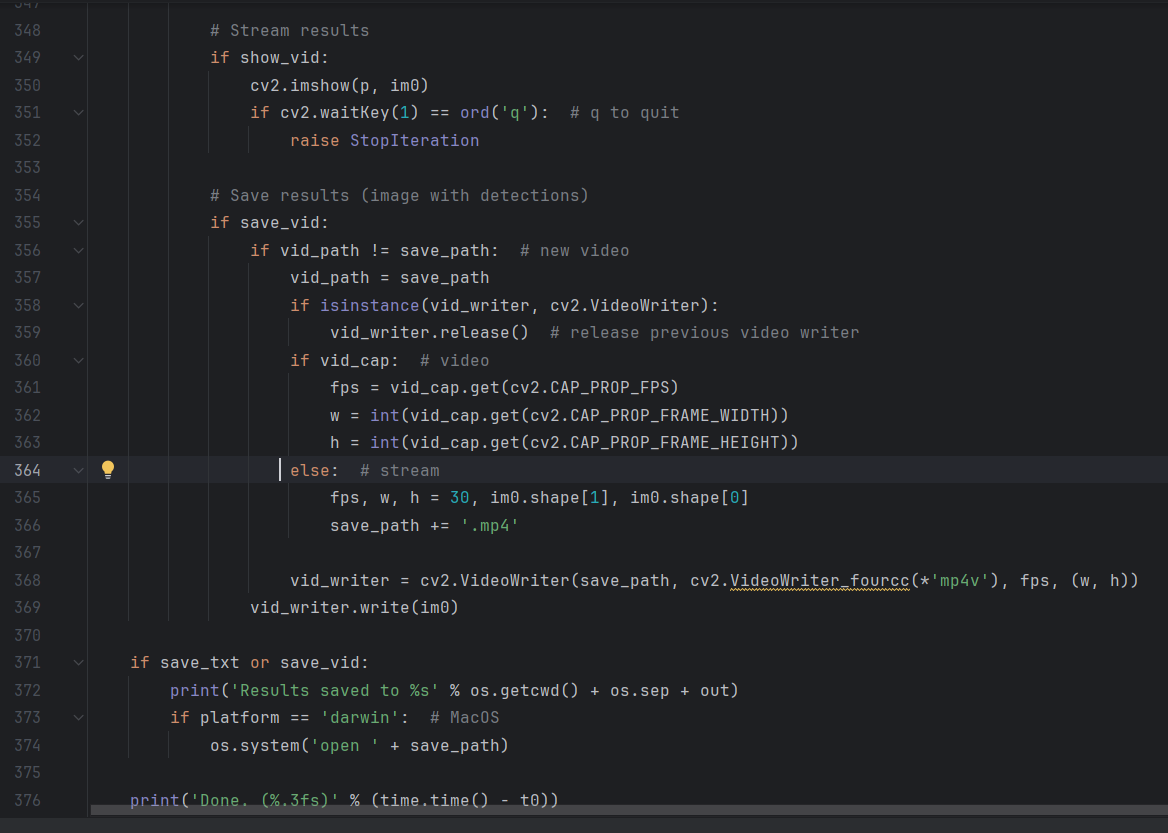 347
348 # Stream results
349 if show_vid:
350 cv2.imshow(p, im0)
351 if cv2.waitKey(1) == ord('q'):  # q to quit
352 raise StopIteration
353
354 # Save results (image with detections)
355 if save_vid:
356 if vid_path != save_path:  # new video
357 vid_path = save_path
358 if isinstance(vid_writer, cv2.VideoWriter):
359 vid_writer.release()  # release previous video writer
360 if vid_cap:  # video
361 fps = vid_cap.get(cv2.CAP_PROP_FPS)
362 w = int(vid_cap.get(cv2.CAP_PROP_FRAME_WIDTH))
363 h = int(vid_cap.get(cv2.CAP_PROP_FRAME_HEIGHT))
364 else:  # stream
365 fps, w, h = 30, im0.shape[1], im0.shape[0]
366 save_path += '.mp4'
367
368 vid_writer = cv2.VideoWriter(save_path, cv2.VideoWriter_fourcc(*'mp4v'), fps, (w, h))
369 vid_writer.write(im0)
370
371 if save_txt or save_vid:
372 print('Results saved to %s' % os.getcwd() + os.sep + out)
373 if platform == 'darwin':  # MacOS
374 os.system('open ' + save_path)
375
376 print('Done. (%.3fs)' % (time.time() - t0))